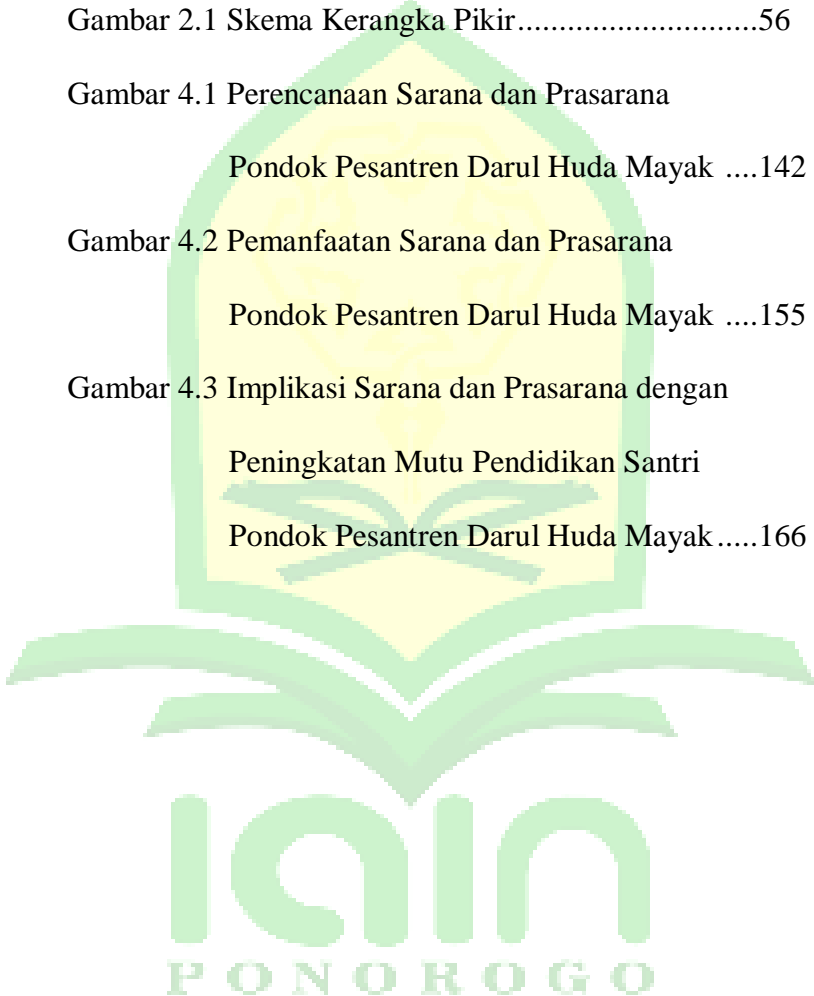 Gambar 2.1 Skema Kerangka Pikir............................56
Gambar 4.1 Perencanaan Sarana dan Prasarana
Pondok Pesantren Darul Huda Mayak ....142
Gambar 4.2 Pemanfaatan Sarana dan Prasarana
Pondok Pesantren Darul Huda Mayak ....155
Gambar 4.3 Implikasi Sarana dan Prasarana dengan
Peningkatan Mutu Pendidikan Santri
Pondok Pesantren Darul Huda Mayak.....166
iain
PONOROGO